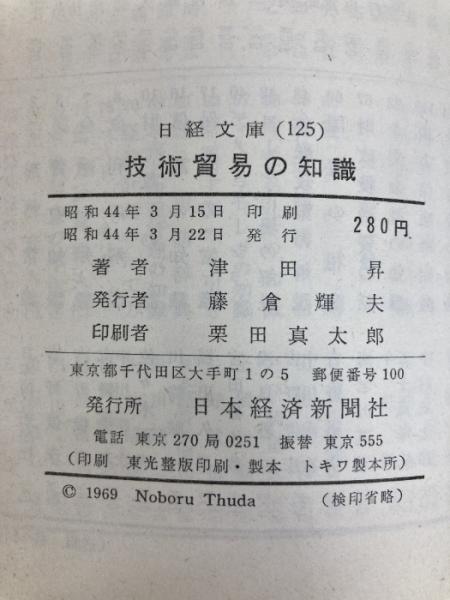 日経文庫(125)
技術貿易の知識
昭和44年3月15日 印刷
昭和44年3月22日 発行
280円
著者 津田昇
発行者 藤倉輝夫
印刷者 栗田真太郎
東京都千代田区大手町1の5 郵便番号100
発行所 日本経済新聞社
電話 東京270局0251 振替 東京555
(印刷 東光整版印刷・製本 トキワ製本所)
© 1969 Noboru Thuda (検印省略)